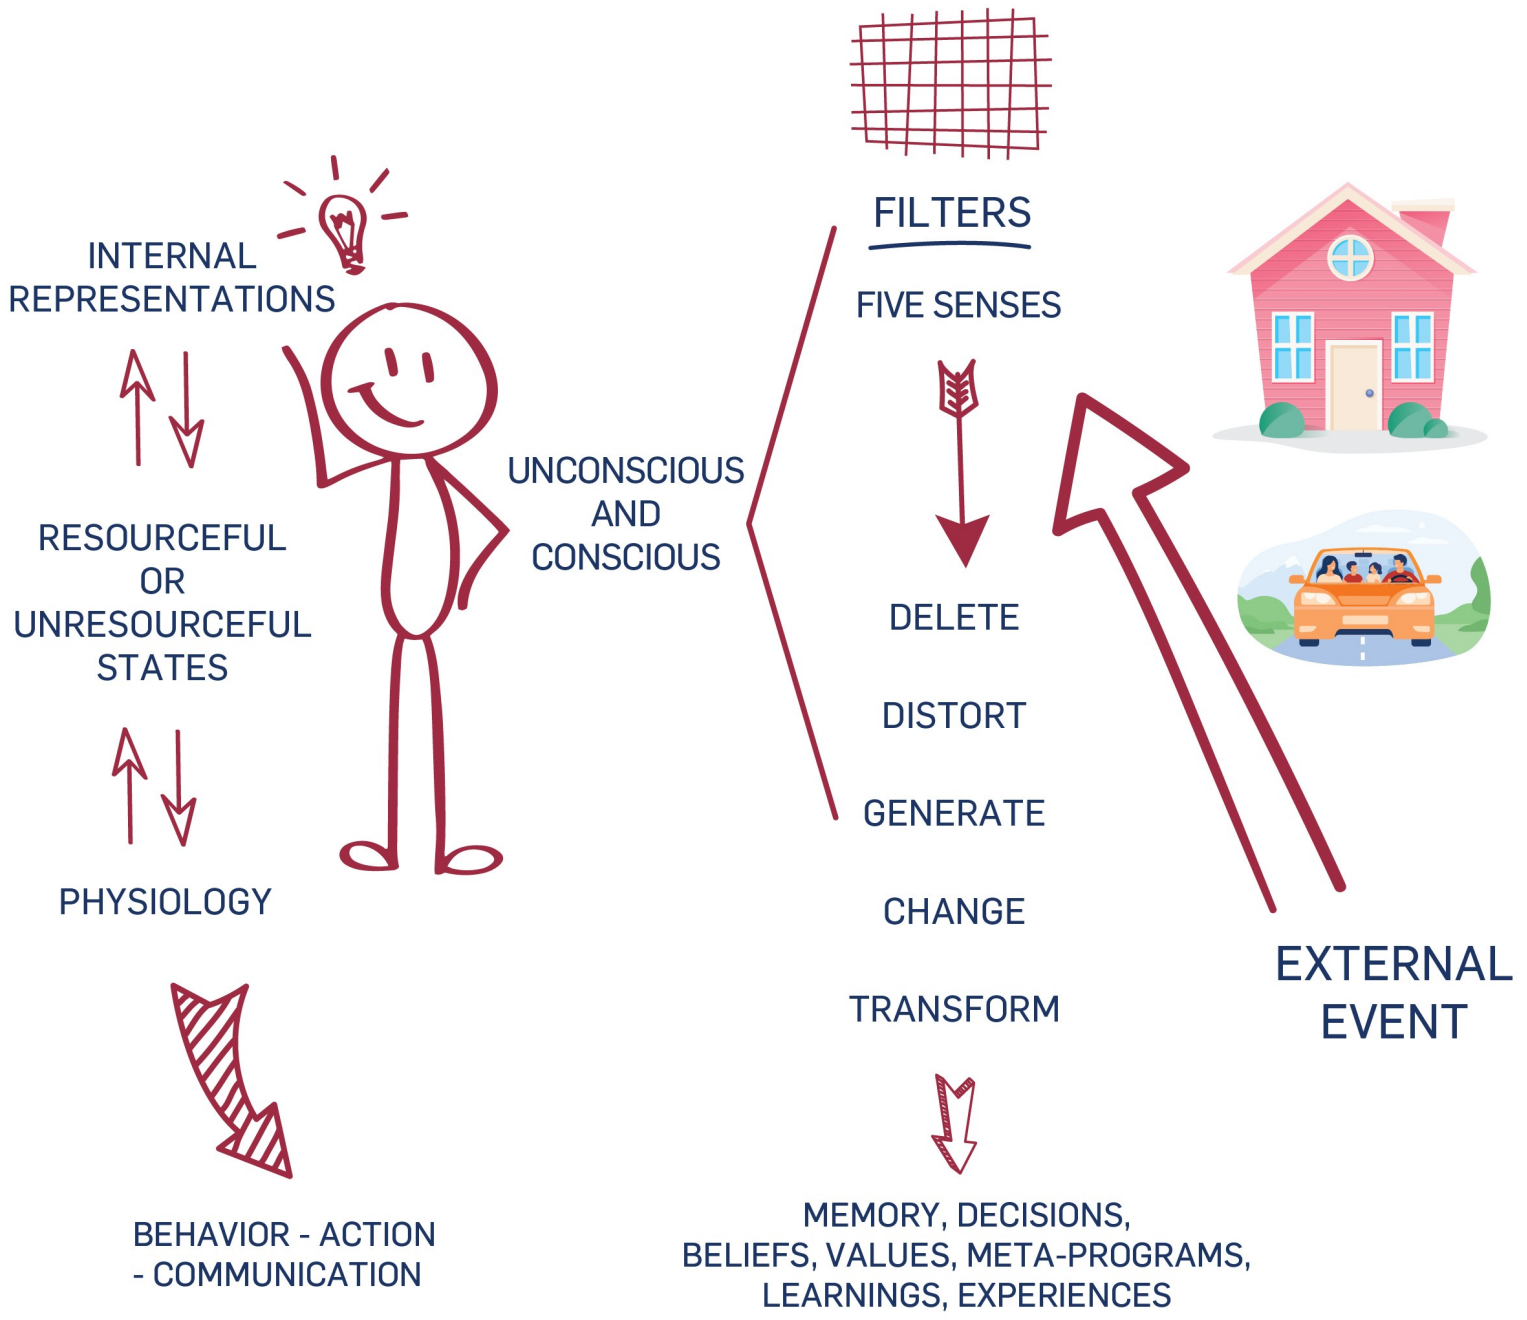 FILTERS
FIVE SENSES
DELETE
DISTORT
GENERATE
CHANGE
TRANSFORM
MEMORY, DECISIONS,
BELIEFS, VALUES, META-PROGRAMS,
LEARNINGS, EXPERIENCES
INTERNAL
REPRESENTATIONS
RESOURCEFUL
OR
UNRESOURCEFUL
STATES
PHYSIOLOGY
BEHAVIOR - ACTION
- COMMUNICATION
UNCONSCIOUS
AND
CONSCIOUS
EXTERNAL
EVENT